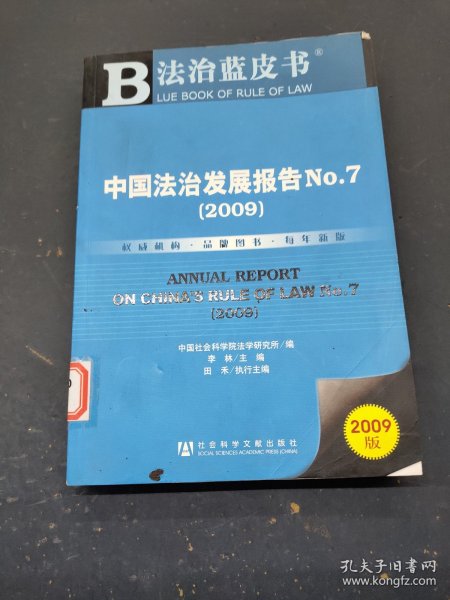 B 法治蓝皮书®
LUE BOOK OF RULE OF LAW
中国法治发展报告No.7
(2009)
权威机构·品牌图书·每年新版
ANNUAL REPORT
ON CHINA'S RULE OF LAW No.7
(2009)
中国社会科学院法学研究所/编
李 林/主 编
田 禾/执行主编
2009
版
社会科学文献出版社
SOCIAL SCIENCES ACADEMIC PRESS (CHINA)
孔夫子旧书网
www.kongfz.com